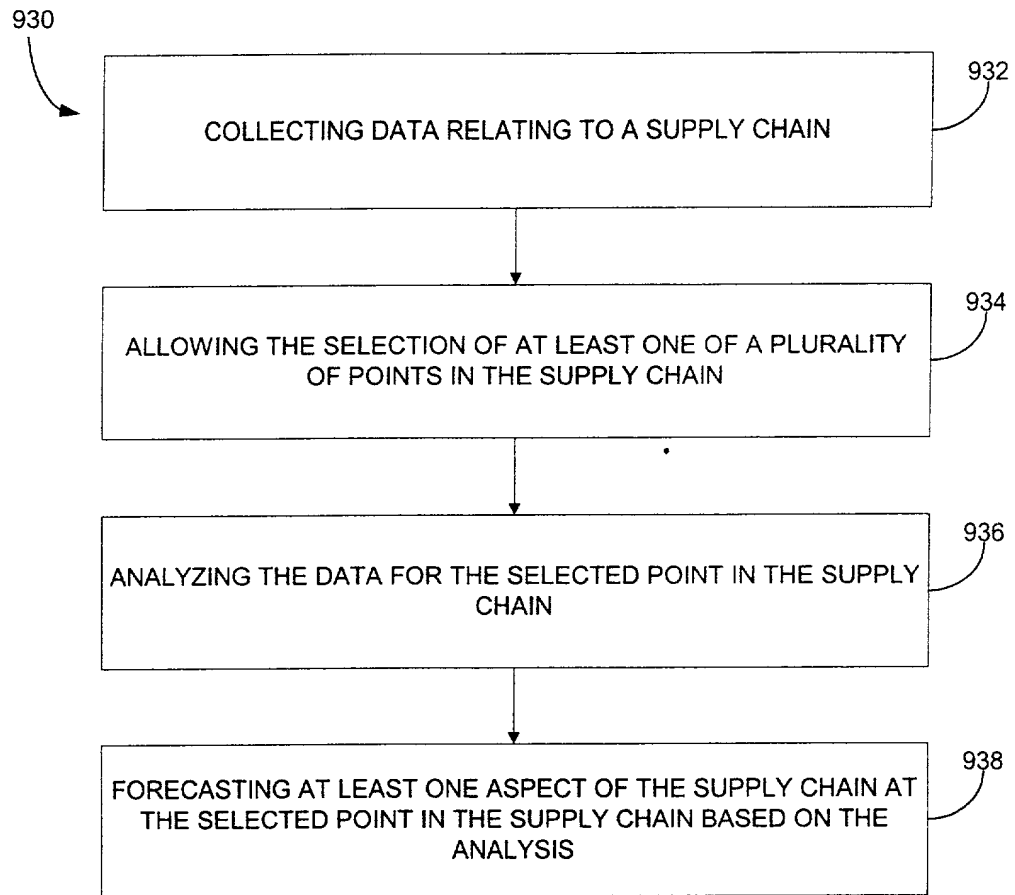 930
932
COLLECTING DATA RELATING TO A SUPPLY CHAIN
934
ALLOWING THE SELECTION OF AT LEAST ONE OF A PLURALITY
OF POINTS IN THE SUPPLY CHAIN
936
ANALYZING THE DATA FOR THE SELECTED POINT IN THE SUPPLY
CHAIN
938
FORECASTING AT LEAST ONE ASPECT OF THE SUPPLY CHAIN AT
THE SELECTED POINT IN THE SUPPLY CHAIN BASED ON THE
ANALYSIS